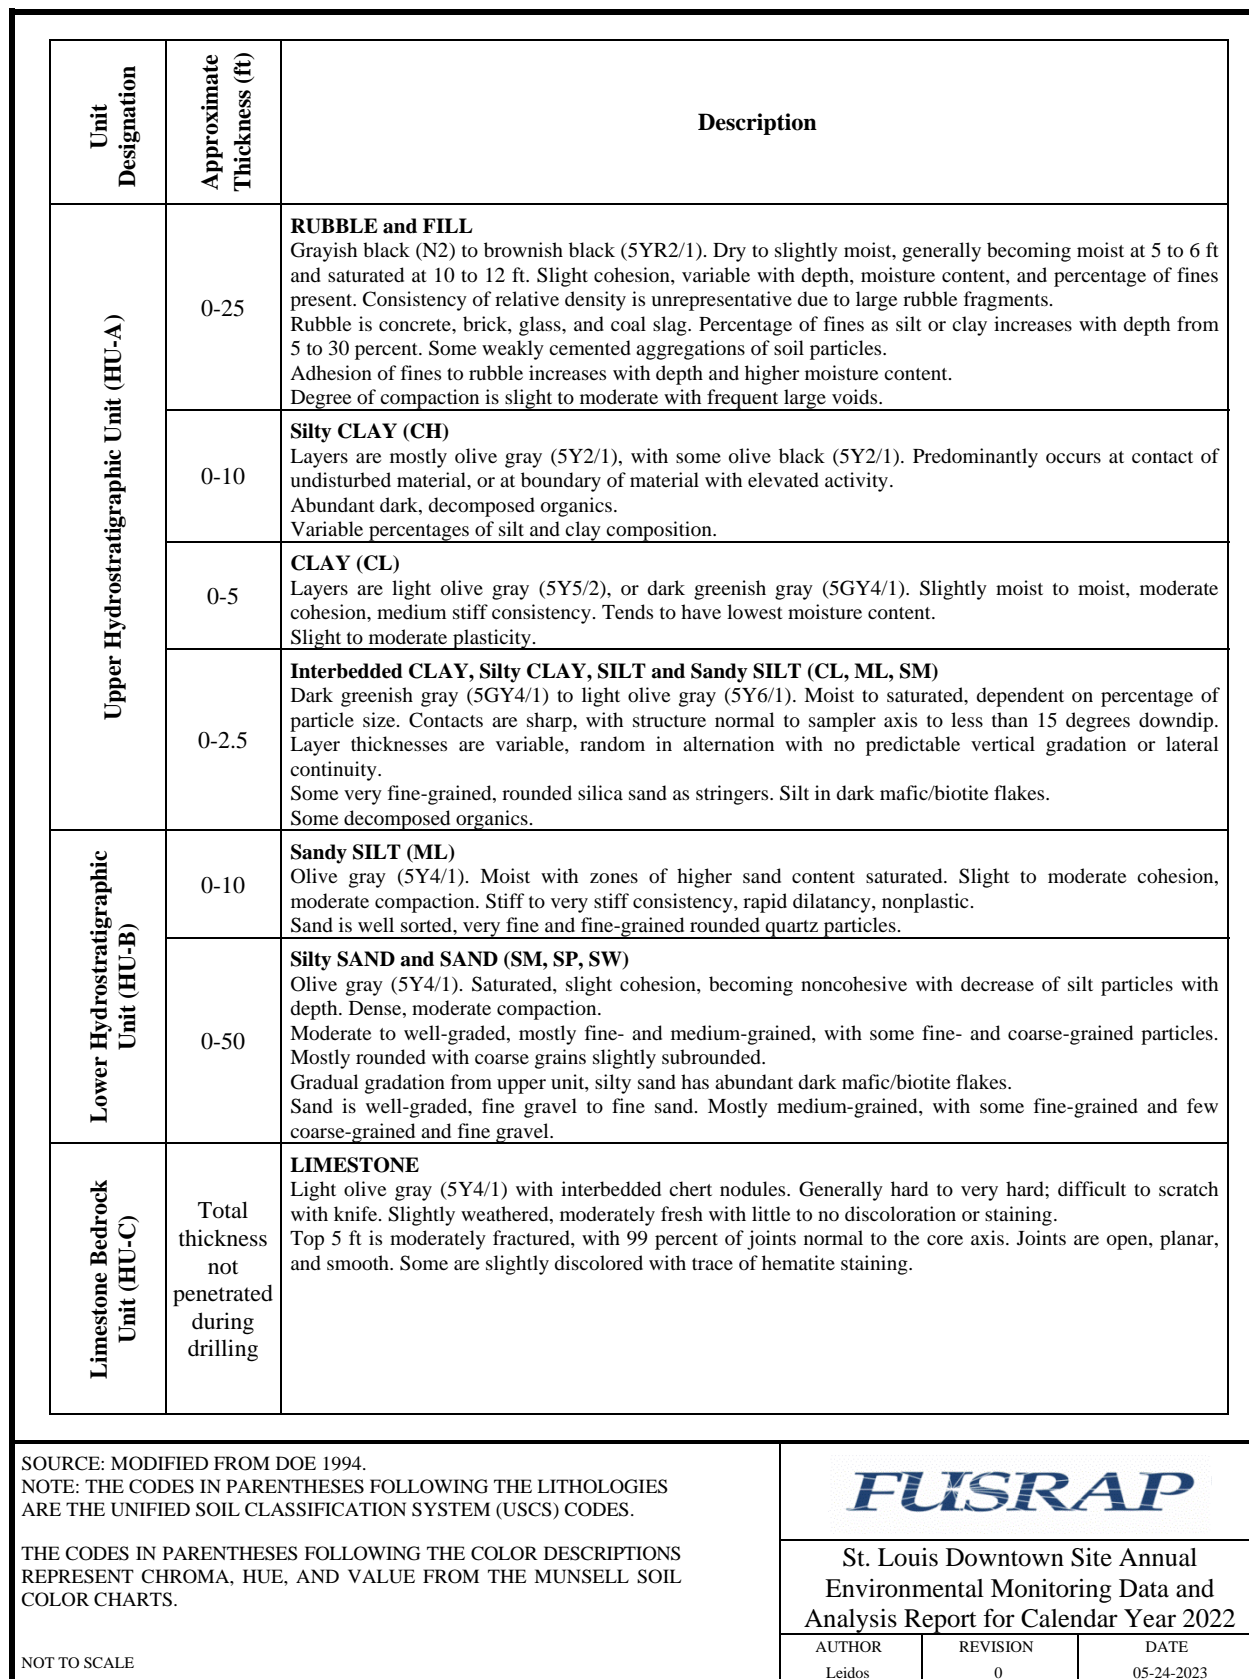 Unit
Designation
Approximate
Thickness (ft)
Description
Upper Hydrostratigraphic Unit (HU-A)
0-25
RUBBLE and FILL
Grayish black (N2) to brownish black (5YR2/1). Dry to slightly moist, generally becoming moist at 5 to 6 ft
and saturated at 10 to 12 ft. Slight cohesion, variable with depth, moisture content, and percentage of fines
present. Consistency of relative density is unrepresentative due to large rubble fragments.
Rubble is concrete, brick, glass, and coal slag. Percentage of fines as silt or clay increases with depth from
5 to 30 percent. Some weakly cemented aggregations of soil particles.
Adhesion of fines to rubble increases with depth and higher moisture content.
Degree of compaction is slight to moderate with frequent large voids.
0-10
Silty CLAY (CH)
Layers are mostly olive gray (5Y2/1), with some olive black (5Y2/1). Predominantly occurs at contact of
undisturbed material, or at boundary of material with elevated activity.
Abundant dark, decomposed organics.
Variable percentages of silt and clay composition.
0-5
CLAY (CL)
Layers are light olive gray (5Y5/2), or dark greenish gray (5GY4/1). Slightly moist to moist, moderate
cohesion, medium stiff consistency. Tends to have lowest moisture content.
Slight to moderate plasticity.
0-2.5
Interbedded CLAY, Silty CLAY, SILT and Sandy SILT (CL, ML, SM)
Dark greenish gray (5GY4/1) to light olive gray (5Y6/1). Moist to saturated, dependent on percentage of
particle size. Contacts are sharp, with structure normal to sampler axis to less than 15 degrees downdip.
Layer thicknesses are variable, random in alternation with no predictable vertical gradation or lateral
continuity.
Some very fine-grained, rounded silica sand as stringers. Silt in dark mafic/biotite flakes.
Some decomposed organics.
Lower Hydrostratigraphic
Unit (HU-B)
0-10
Sandy SILT (ML)
Olive gray (5Y4/1). Moist with zones of higher sand content saturated. Slight to moderate cohesion,
moderate compaction. Stiff to very stiff consistency, rapid dilatancy, nonplastic.
Sand is well sorted, very fine and fine-grained rounded quartz particles.
0-50
Silty SAND and SAND (SM, SP, SW)
Olive gray (5Y4/1). Saturated, slight cohesion, becoming noncohesive with decrease of silt particles with
depth. Dense, moderate compaction.
Moderate to well-graded, mostly fine- and medium-grained, with some fine- and coarse-grained particles.
Mostly rounded with coarse grains slightly subrounded.
Gradual gradation from upper unit, silty sand has abundant dark mafic/biotite flakes.
Sand is well-graded, fine gravel to fine sand. Mostly medium-grained, with some fine-grained and few
coarse-grained and fine gravel.
Limestone Bedrock
Unit (HU-C)
Total
thickness
not
penetrated
during
drilling
LIMESTONE
Light olive gray (5Y4/1) with interbedded chert nodules. Generally hard to very hard; difficult to scratch
with knife. Slightly weathered, moderately fresh with little to no discoloration or staining.
Top 5 ft is moderately fractured, with 99 percent of joints normal to the core axis. Joints are open, planar,
and smooth. Some are slightly discolored with trace of hematite staining.
SOURCE: MODIFIED FROM DOE 1994.
NOTE: THE CODES IN PARENTHESES FOLLOWING THE LITHOLOGIES
ARE THE UNIFIED SOIL CLASSIFICATION SYSTEM (USCS) CODES.
THE CODES IN PARENTHESES FOLLOWING THE COLOR DESCRIPTIONS
REPRESENT CHROMA, HUE, AND VALUE FROM THE MUNSELL SOIL
COLOR CHARTS.
NOT TO SCALE
FUSRAP
St. Louis Downtown Site Annual
Environmental Monitoring Data and
Analysis Report for Calendar Year 2022
AUTHOR
REVISION
DATE
Leidos
0
05-24-2023